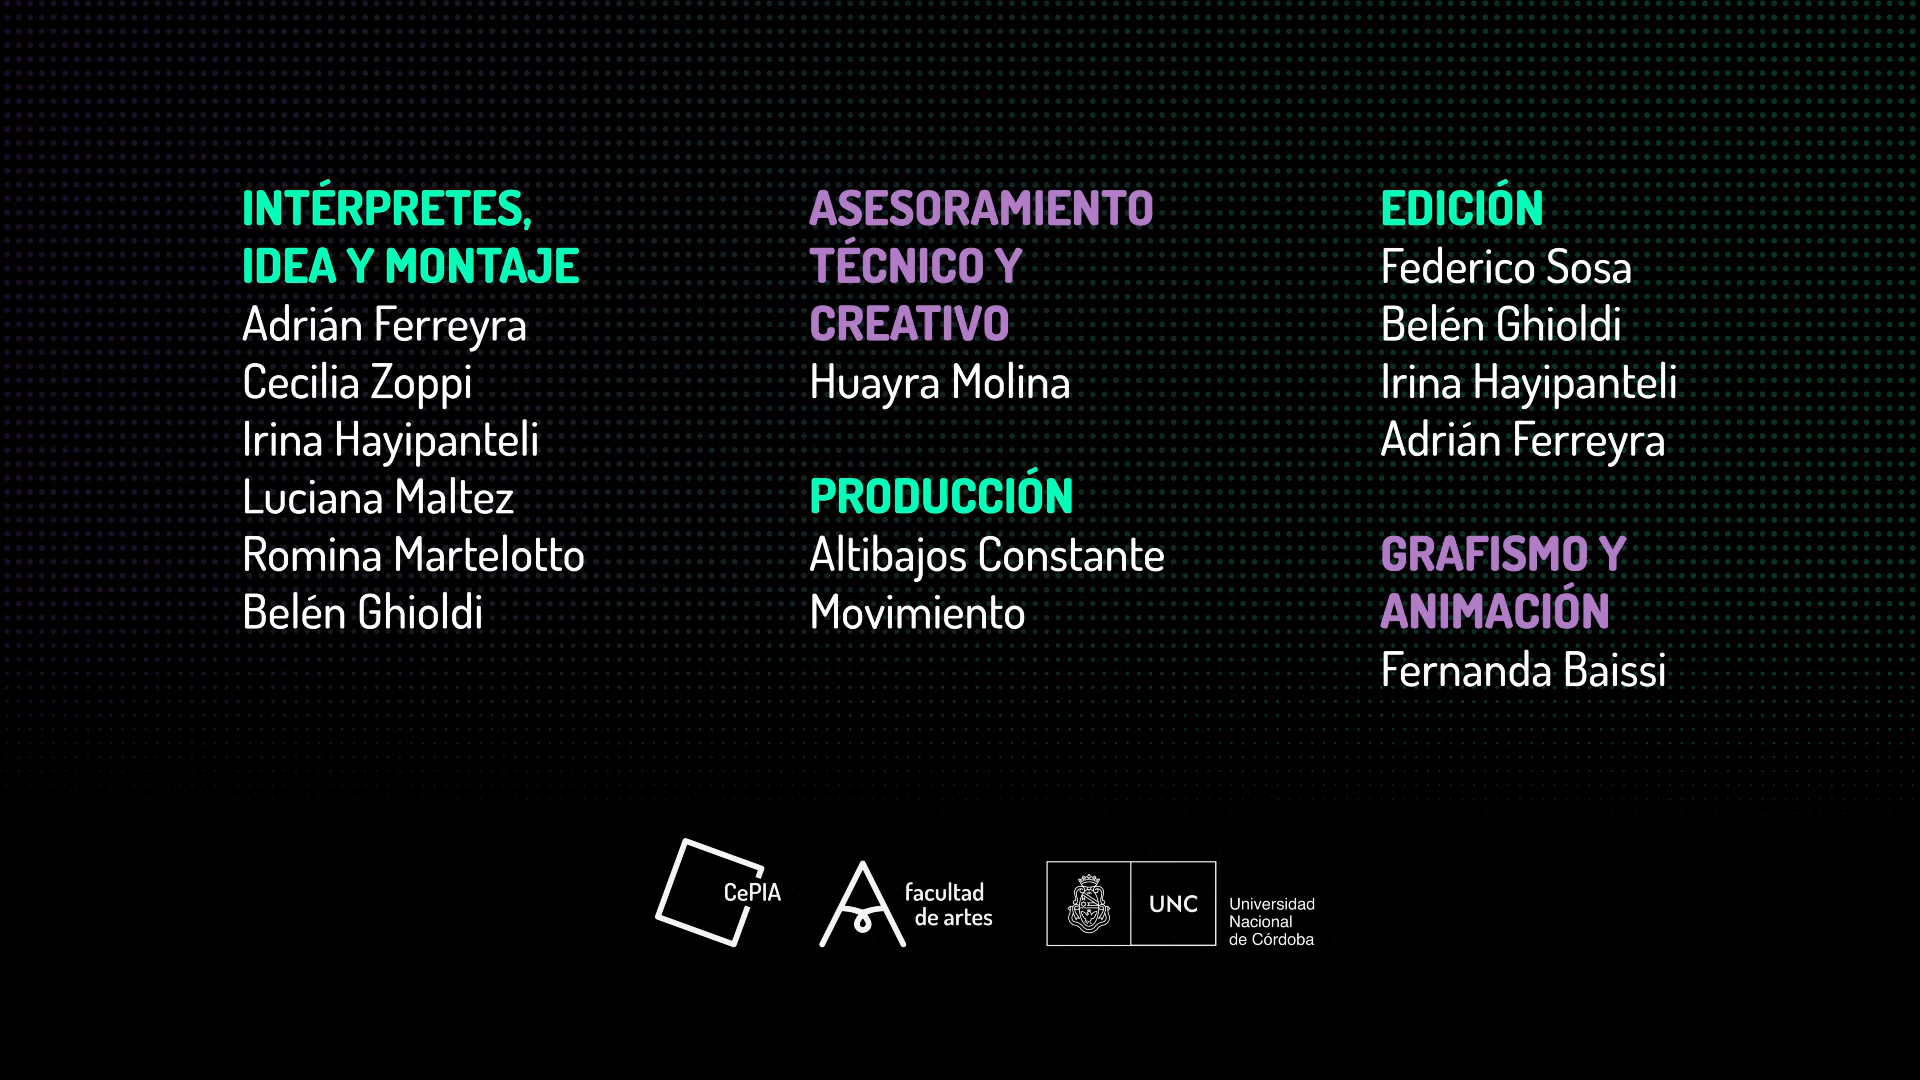 INTÉRPRETES,
IDEA Y MONTAJE
Adrián Ferreyra
Cecilia Zoppi
Irina Hayipanteli
Luciana Maltez
Romina Martelotto
Belén Ghioldi
ASESORAMIENTO
TÉCNICO Y
CREATIVO
Huayra Molina
PRODUCCIÓN
Altibajos Constante
Movimiento
EDICIÓN
Federico Sosa
Belén Ghioldi
Irina Hayipanteli
Adrián Ferreyra
GRAFISMO Y
ANIMACIÓN
Fernanda Baissi
CePIA
facultad
de artes
UNC
Universidad
Nacional
de Córdoba